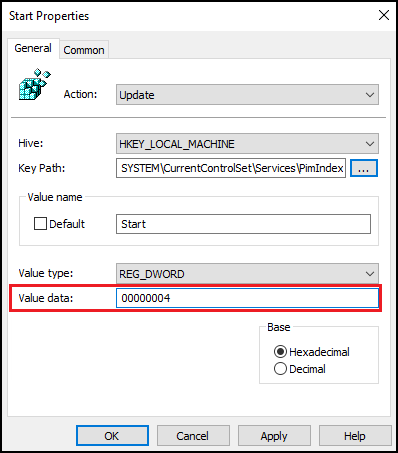 Start Properties
General Common
Action: Update
Hive: HKEY_LOCAL_MACHINE
Key Path: SYSTEM\CurrentControlSet\Services\PimIndex ...
Value name
Default Start
Value type: REG_DWORD
Value data: 00000004
Base
Hexadecimal
Decimal
OK Cancel Apply Help